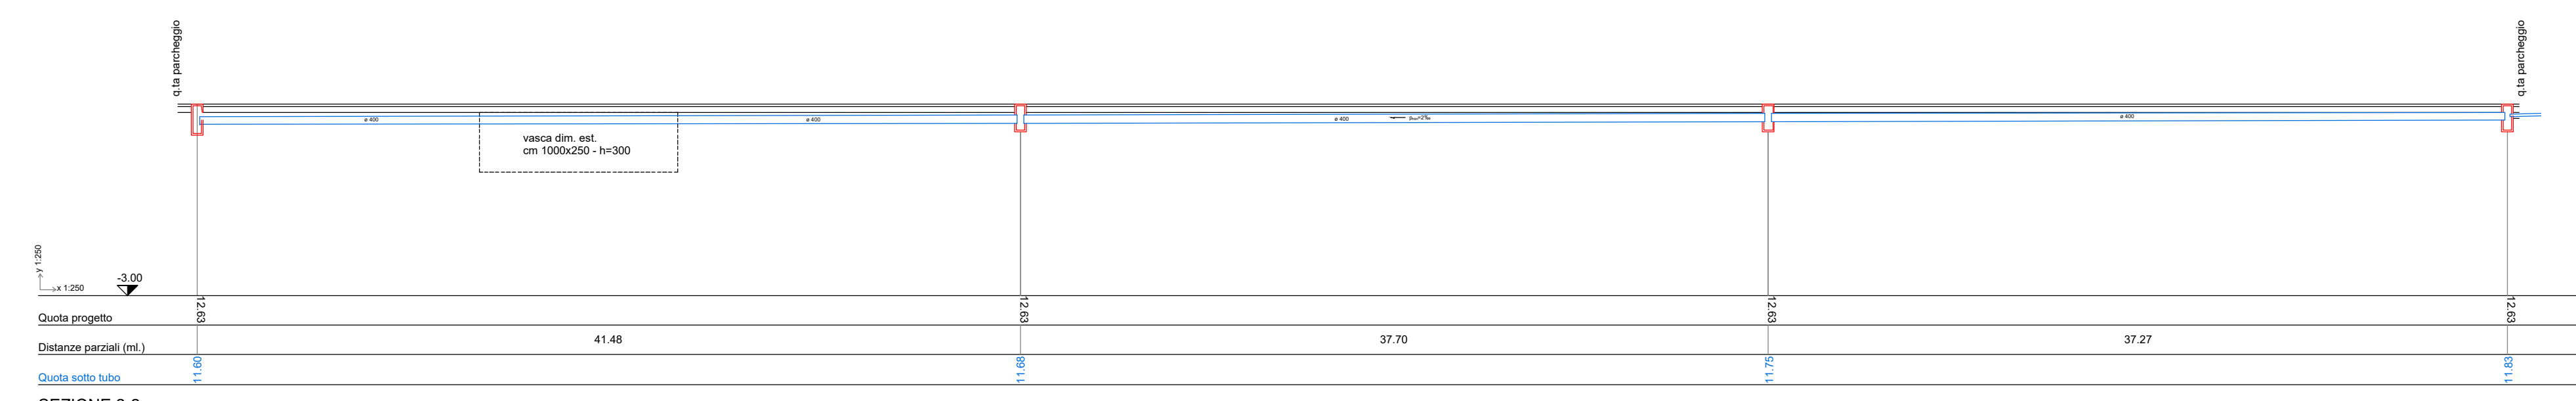 q.ta parcheggio
q.ta parcheggio
ø 400
ø 400
ø 400
ø 400
vasca dim. est.
cm 1000x250 - h=300
y 1:250
x 1:250
-3.00
Quota progetto
12.63
12.63
12.63
12.63
Distanze parziali (ml.)
41.48
37.70
37.27
Quota sotto tubo
11.60
11.68
11.75
11.83